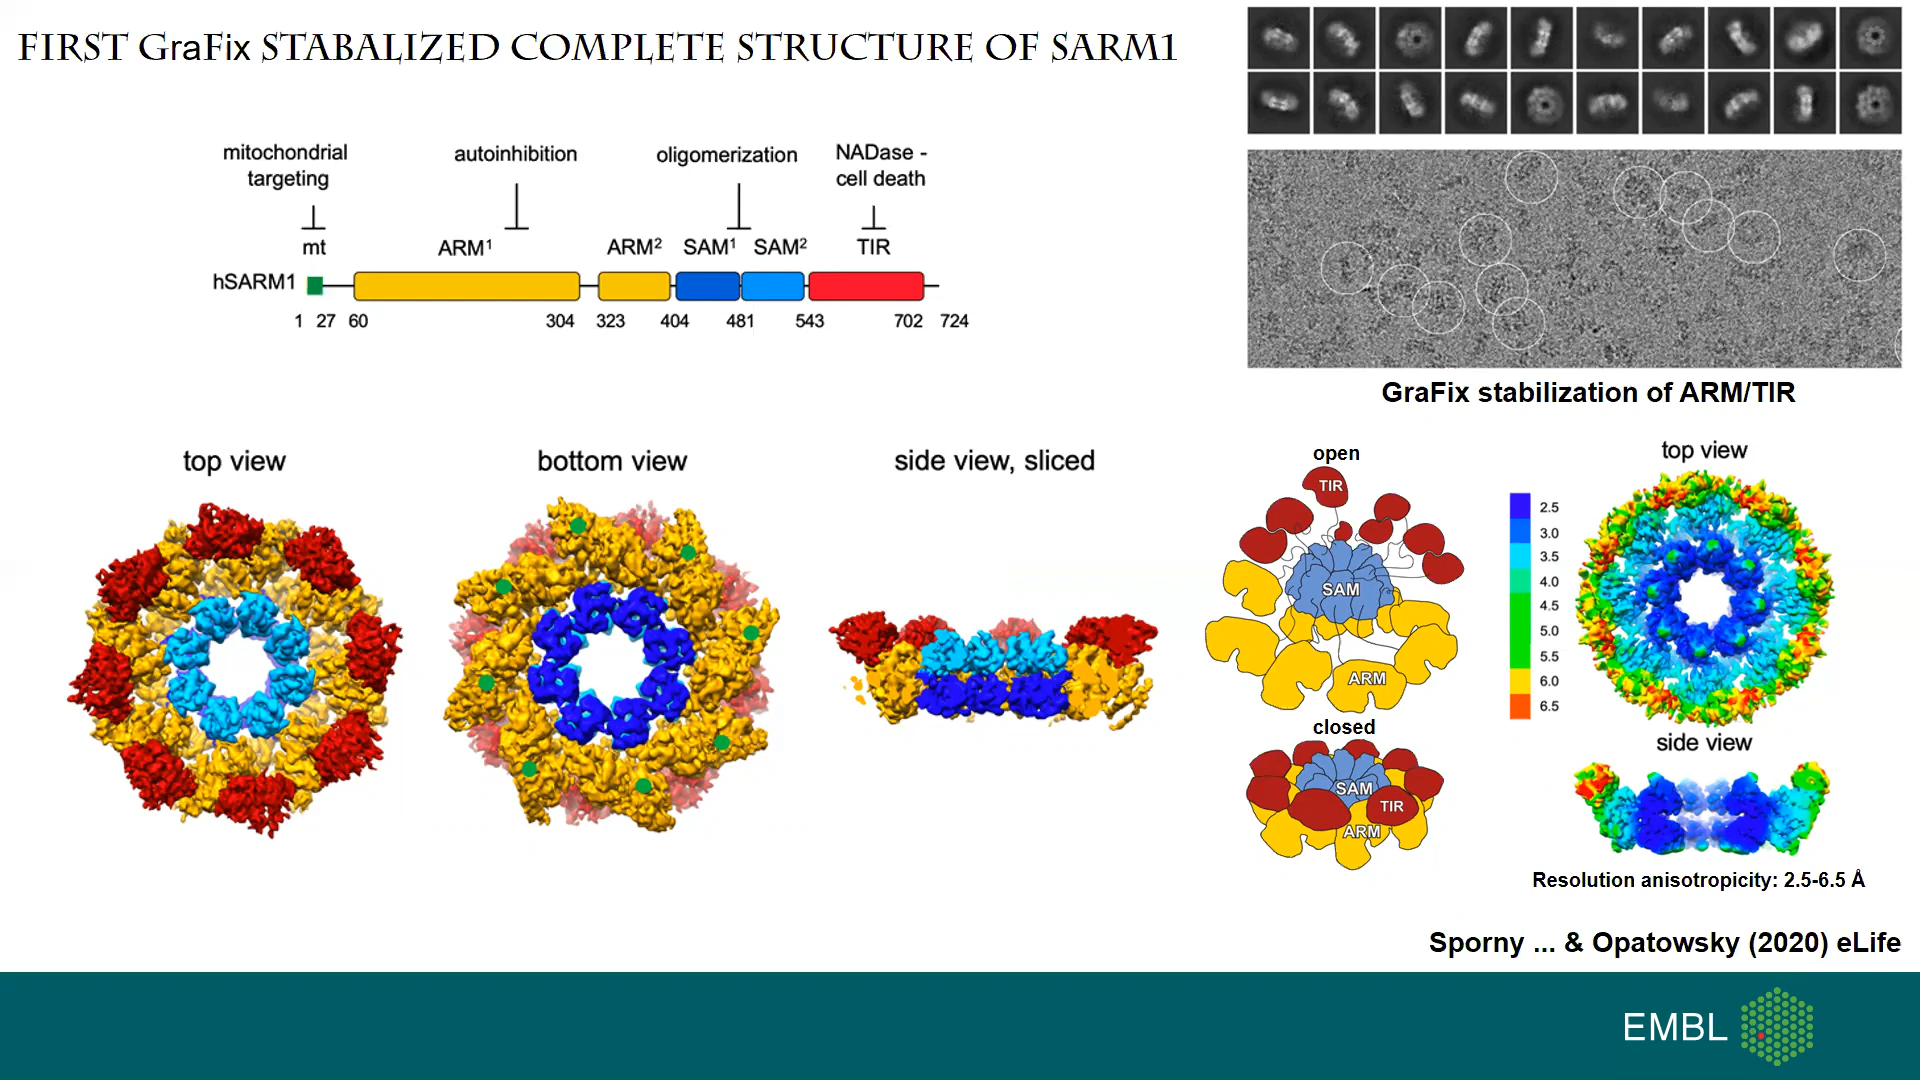 FIRST GraFix STABALIZED COMPLETE STRUCTURE OF SARM1
mitochondrial
targeting
autoinhibition
oligomerization
NADase -
cell death
mt
ARM¹
ARM²
SAM¹
SAM²
TIR
hSARM1
1 27 60 304 323 404 481 543 702 724
GraFix stabilization of ARM/TIR
top view
bottom view
side view, sliced
open
TIR
SAM
ARM
closed
SAM
TIR
ARM
top view
2.5
3.0
3.5
4.0
4.5
5.0
5.5
6.0
6.5
side view
Resolution anisotropicity: 2.5-6.5 Å
Sporny ... & Opatowsky (2020) eLife
EMBL